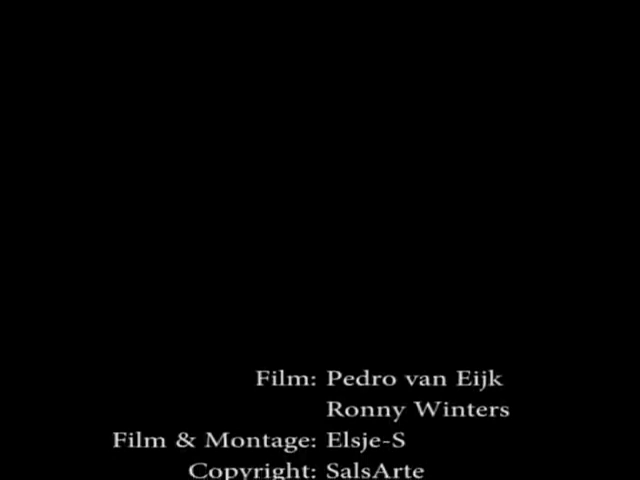 Film: Pedro van Eijk
Ronny Winters
Film & Montage: Elsje-S
Copyright: SalsArte